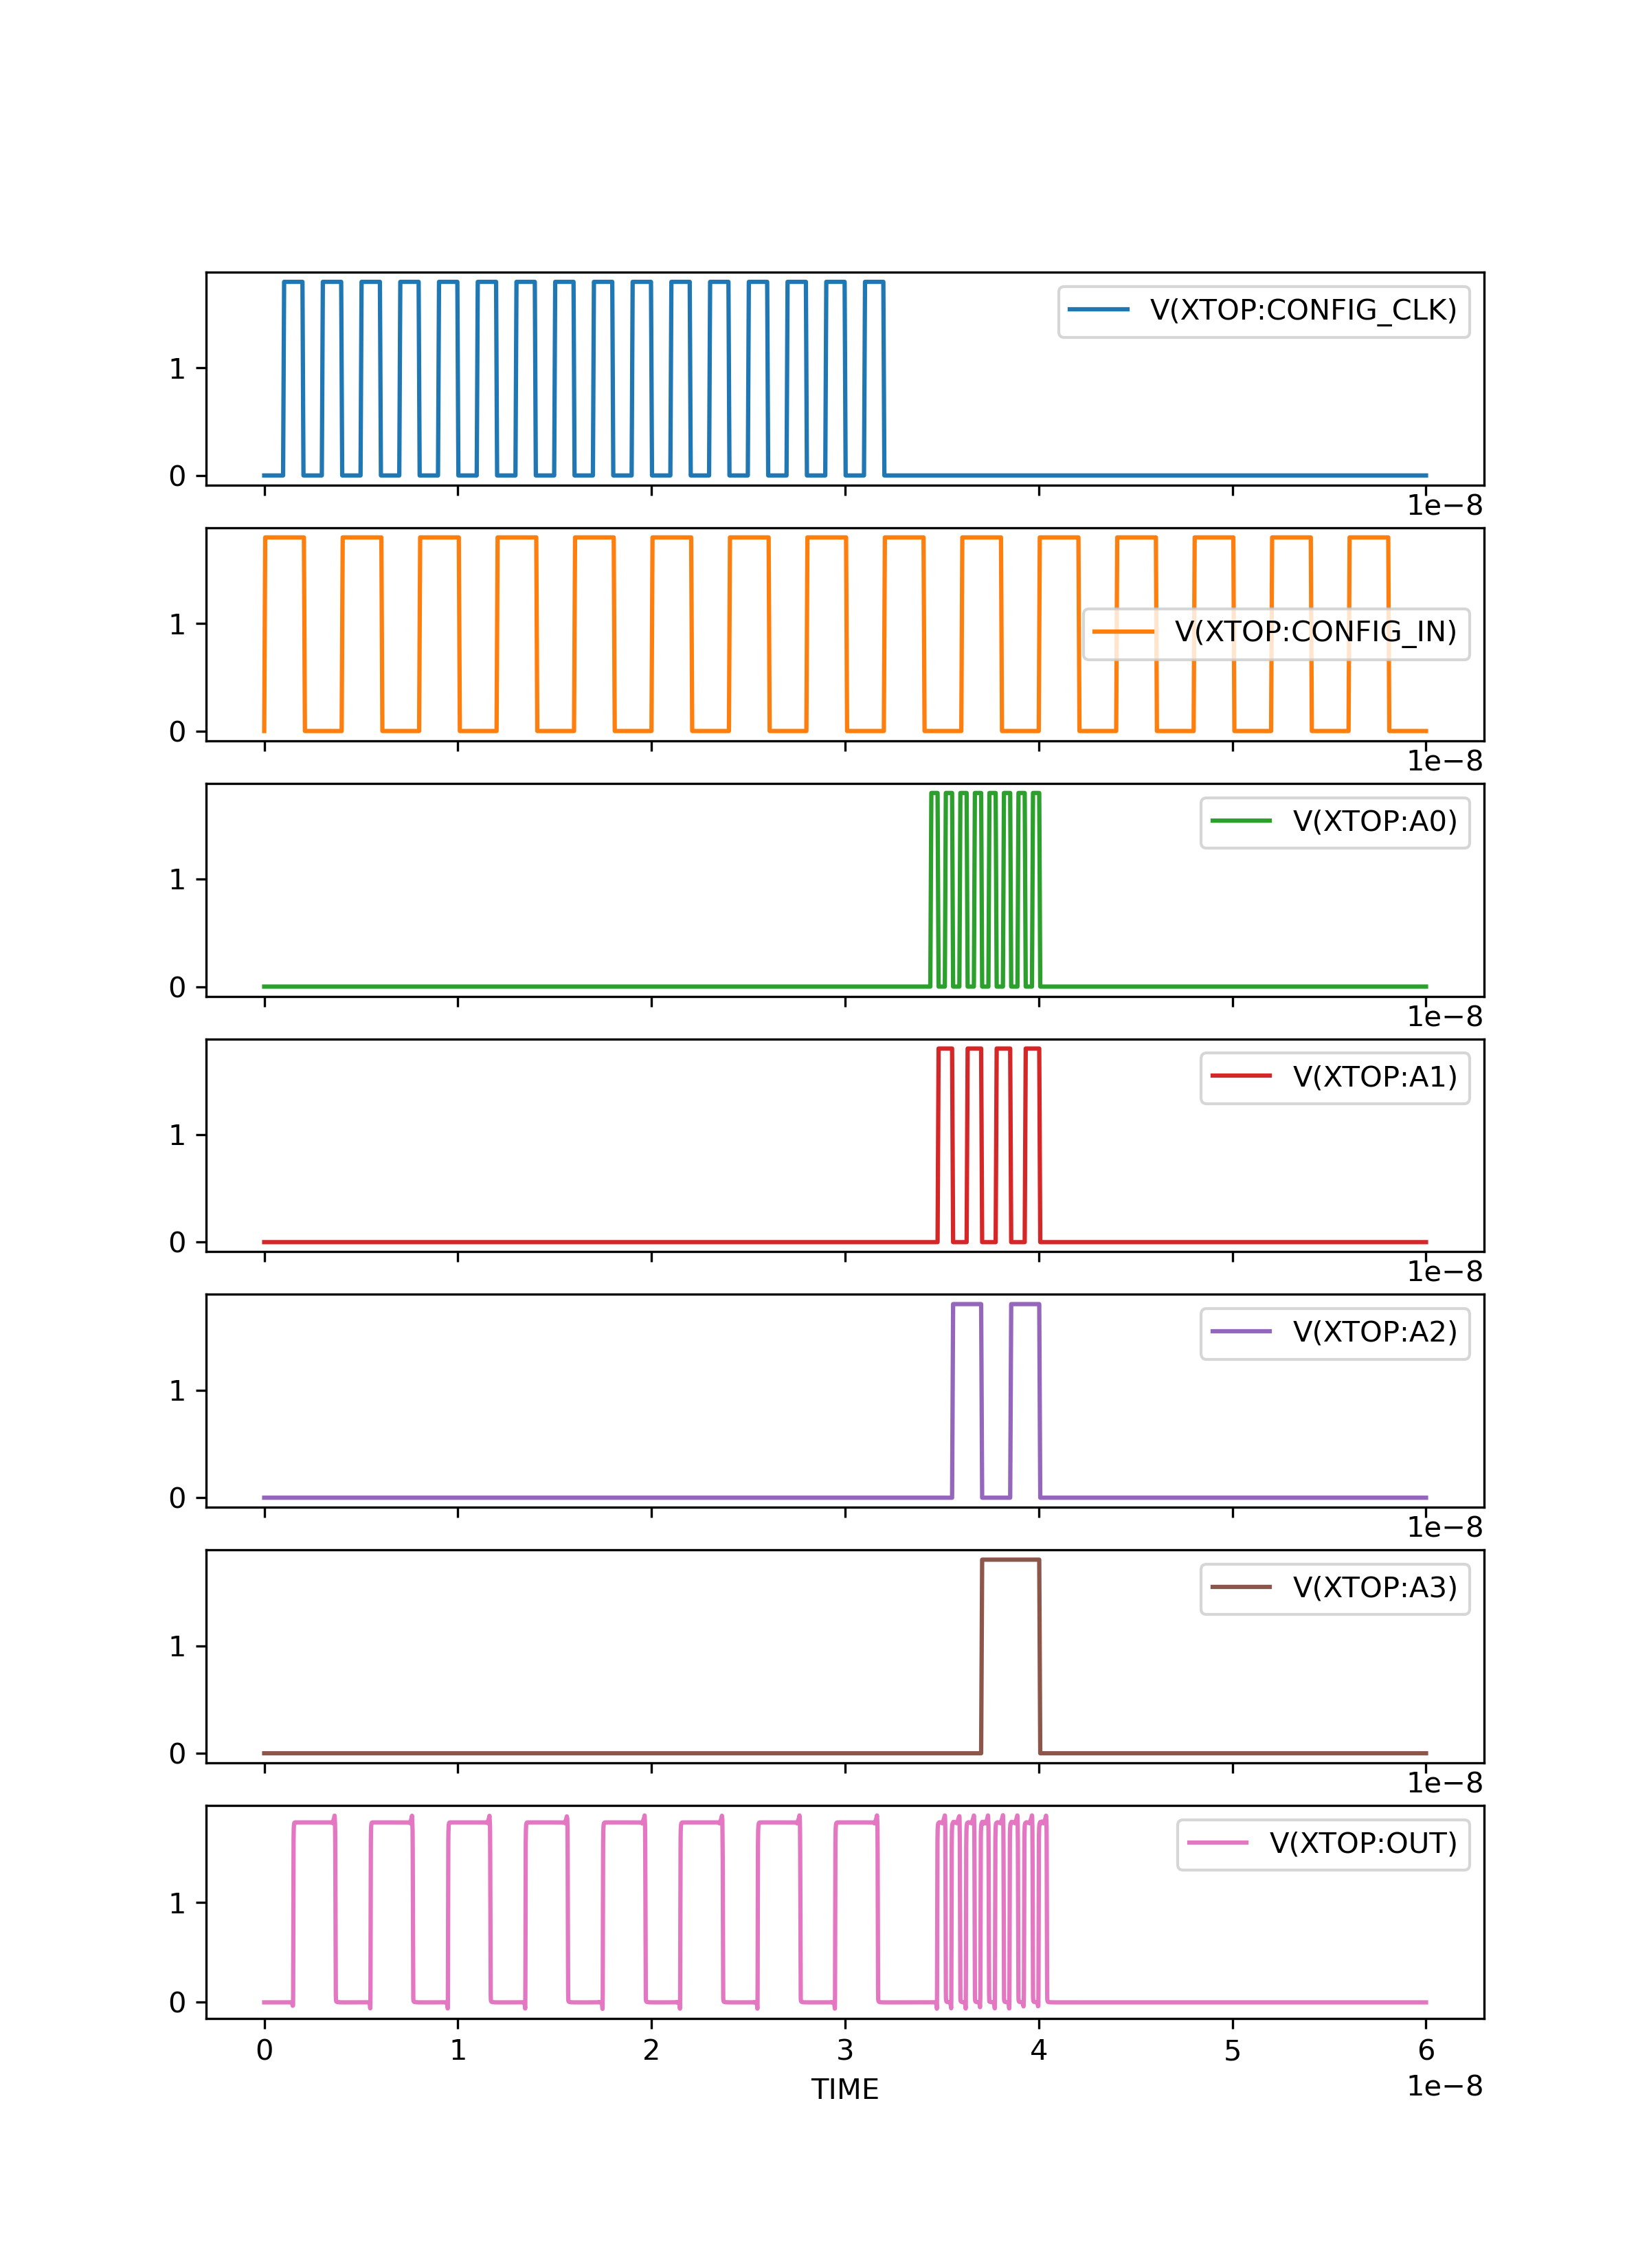 V(XTOP:CONFIG_CLK)
1
0
1e−8
V(XTOP:CONFIG_IN)
1
0
1e−8
V(XTOP:A0)
1
0
1e−8
V(XTOP:A1)
1
0
1e−8
V(XTOP:A2)
1
0
1e−8
V(XTOP:A3)
1
0
1e−8
V(XTOP:OUT)
1
0
0 1 2 3 4 5 6
TIME 1e−8